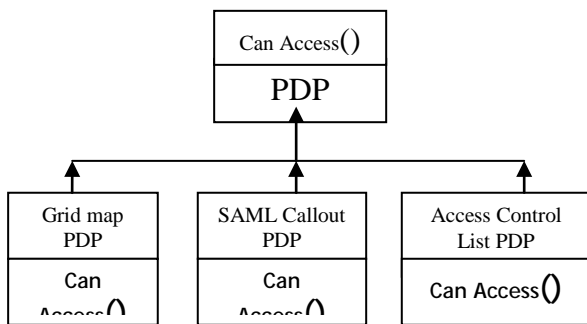 Can Access()
PDP
Grid map
PDP
SAML Callout
PDP
Access Control
List PDP
Can
Access()
Can
Access()
Can Access()